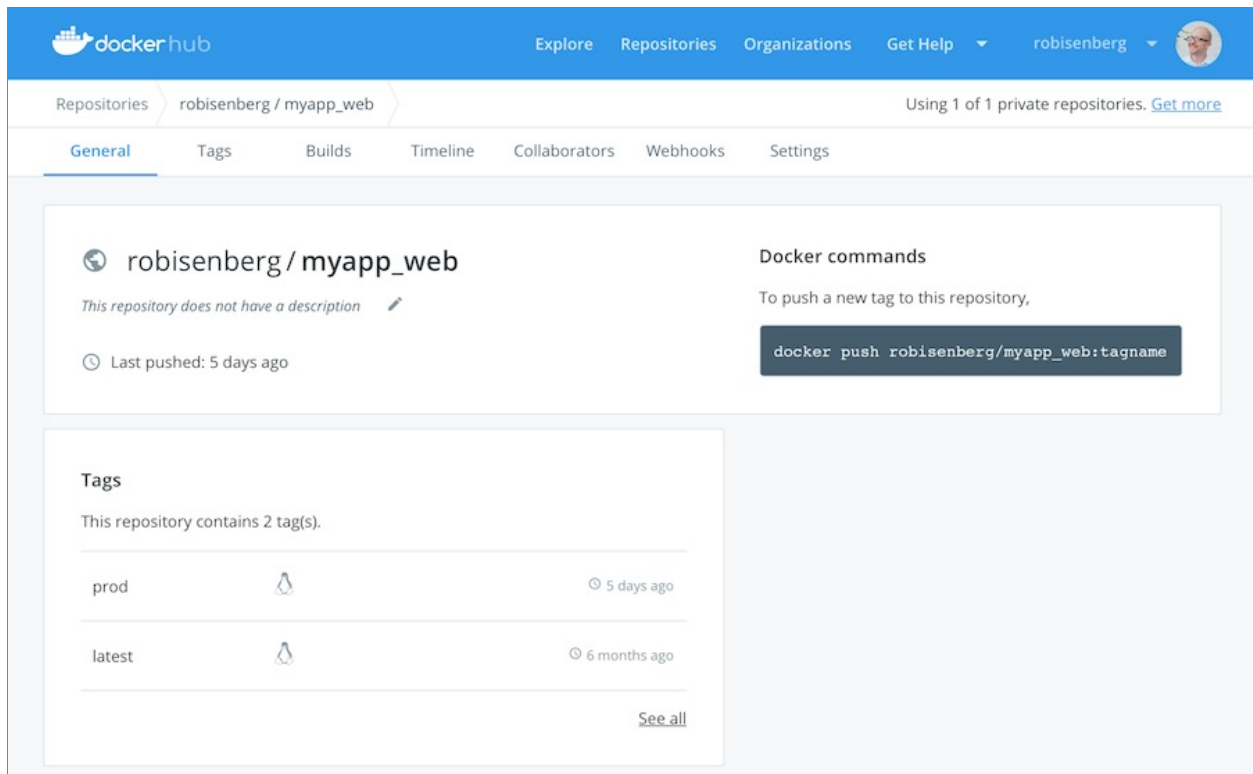 dockerhub Explore Repositories Organizations Get Help robisenberg
Repositories robisenberg / myapp_web Using 1 of 1 private repositories. Get more
General Tags Builds Timeline Collaborators Webhooks Settings
robisenberg / myapp_web
This repository does not have a description
Last pushed: 5 days ago
Docker commands
To push a new tag to this repository,
docker push robisenberg/myapp_web:tagname
Tags
This repository contains 2 tag(s).
prod 5 days ago
latest 6 months ago
See all